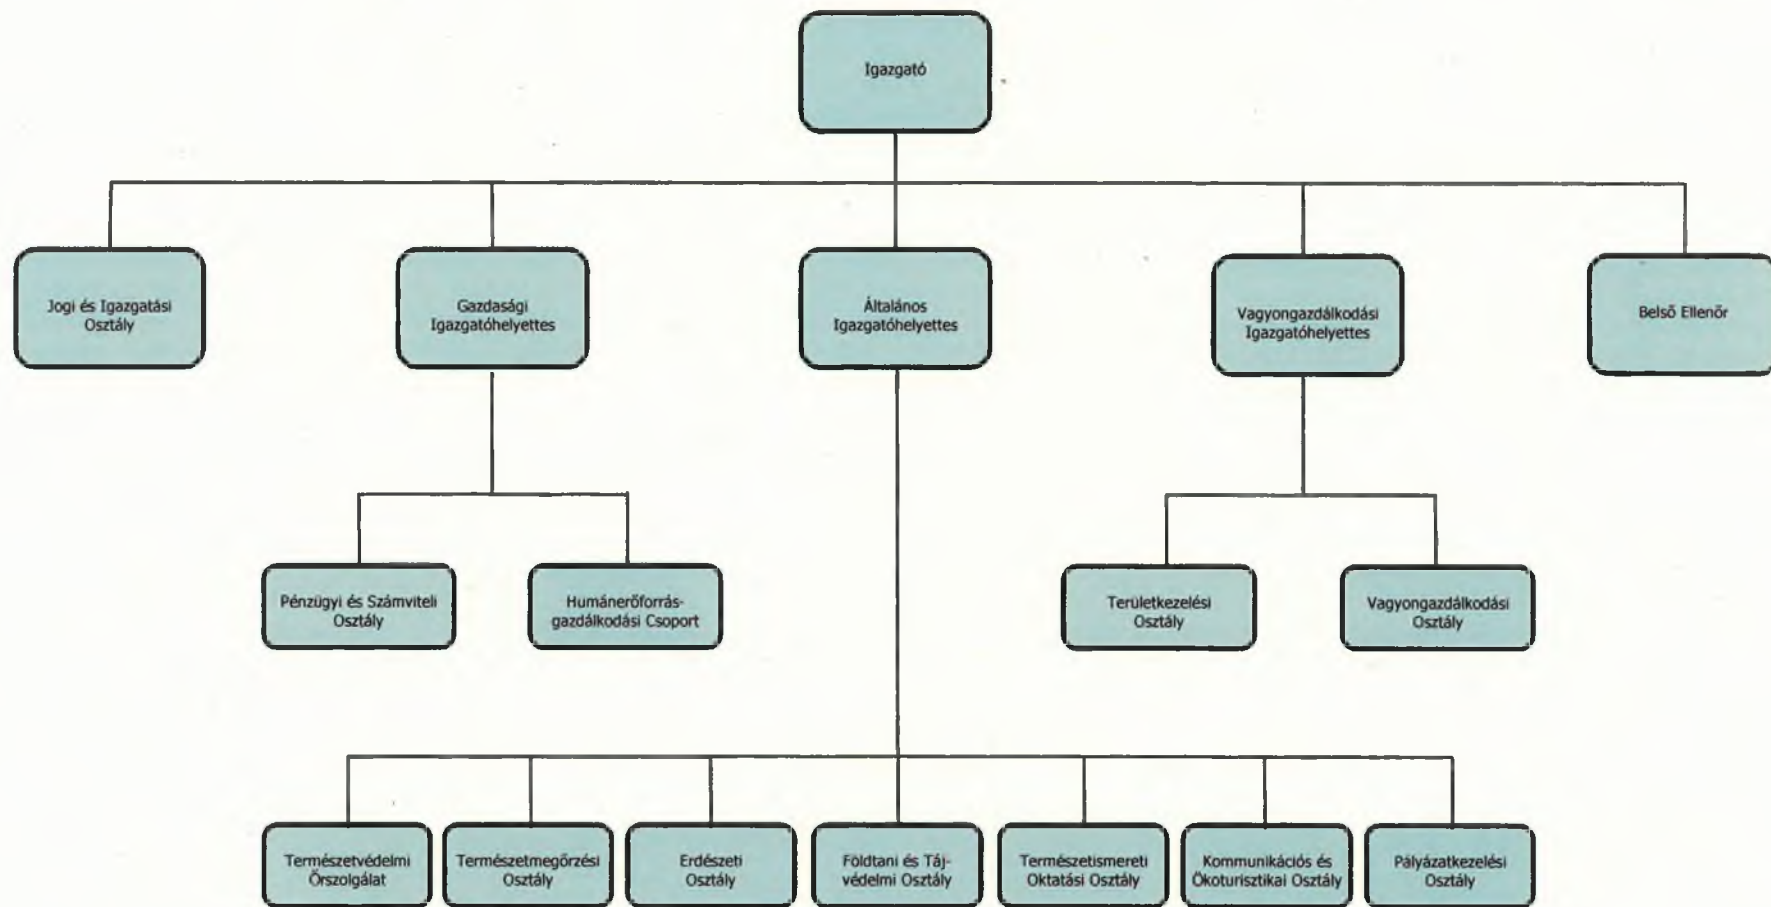 Igazgató
Jogi és Igazgatási
Osztály
Gazdasági
Igazgatóhelyettes
Általános
Igazgatóhelyettes
Vagyongazdálkodási
Igazgatóhelyettes
Belső Ellenőr
Pénzügyi és Számviteli
Osztály
Humánerőforrás-
gazdálkodási Csoport
Területkezelési
Osztály
Vagyongazdálkodási
Osztály
Természetvédelmi
Őrszolgálat
Természetmegőrzési
Osztály
Erdészeti
Osztály
Földtani és Táj-
védelmi Osztály
Természetismereti
Oktatási Osztály
Kommunikációs és
Ökoturisztikai Osztály
Pályázatkezelési
Osztály